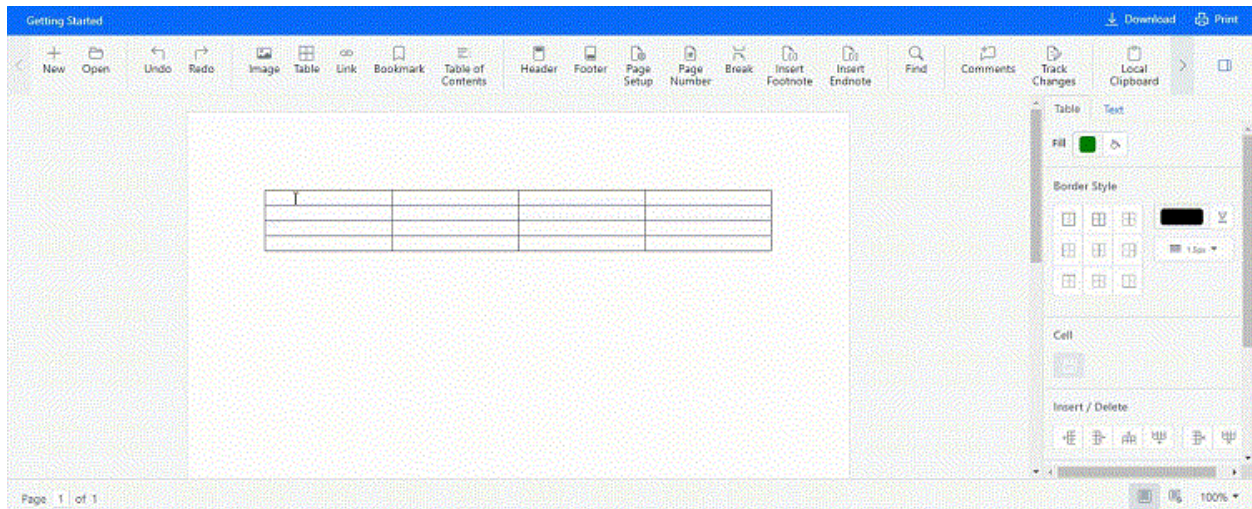 Getting Started
Download Print
New Open Undo Redo Image Table Link Bookmark Table of Contents Header Footer Page Setup Page Number Break Insert Footnote Insert Endnote Find Comments Track Changes Local Clipboard
Table Text
Fill
Border Style
1.5px
Cell
Insert / Delete
Page 1 of 1
100%